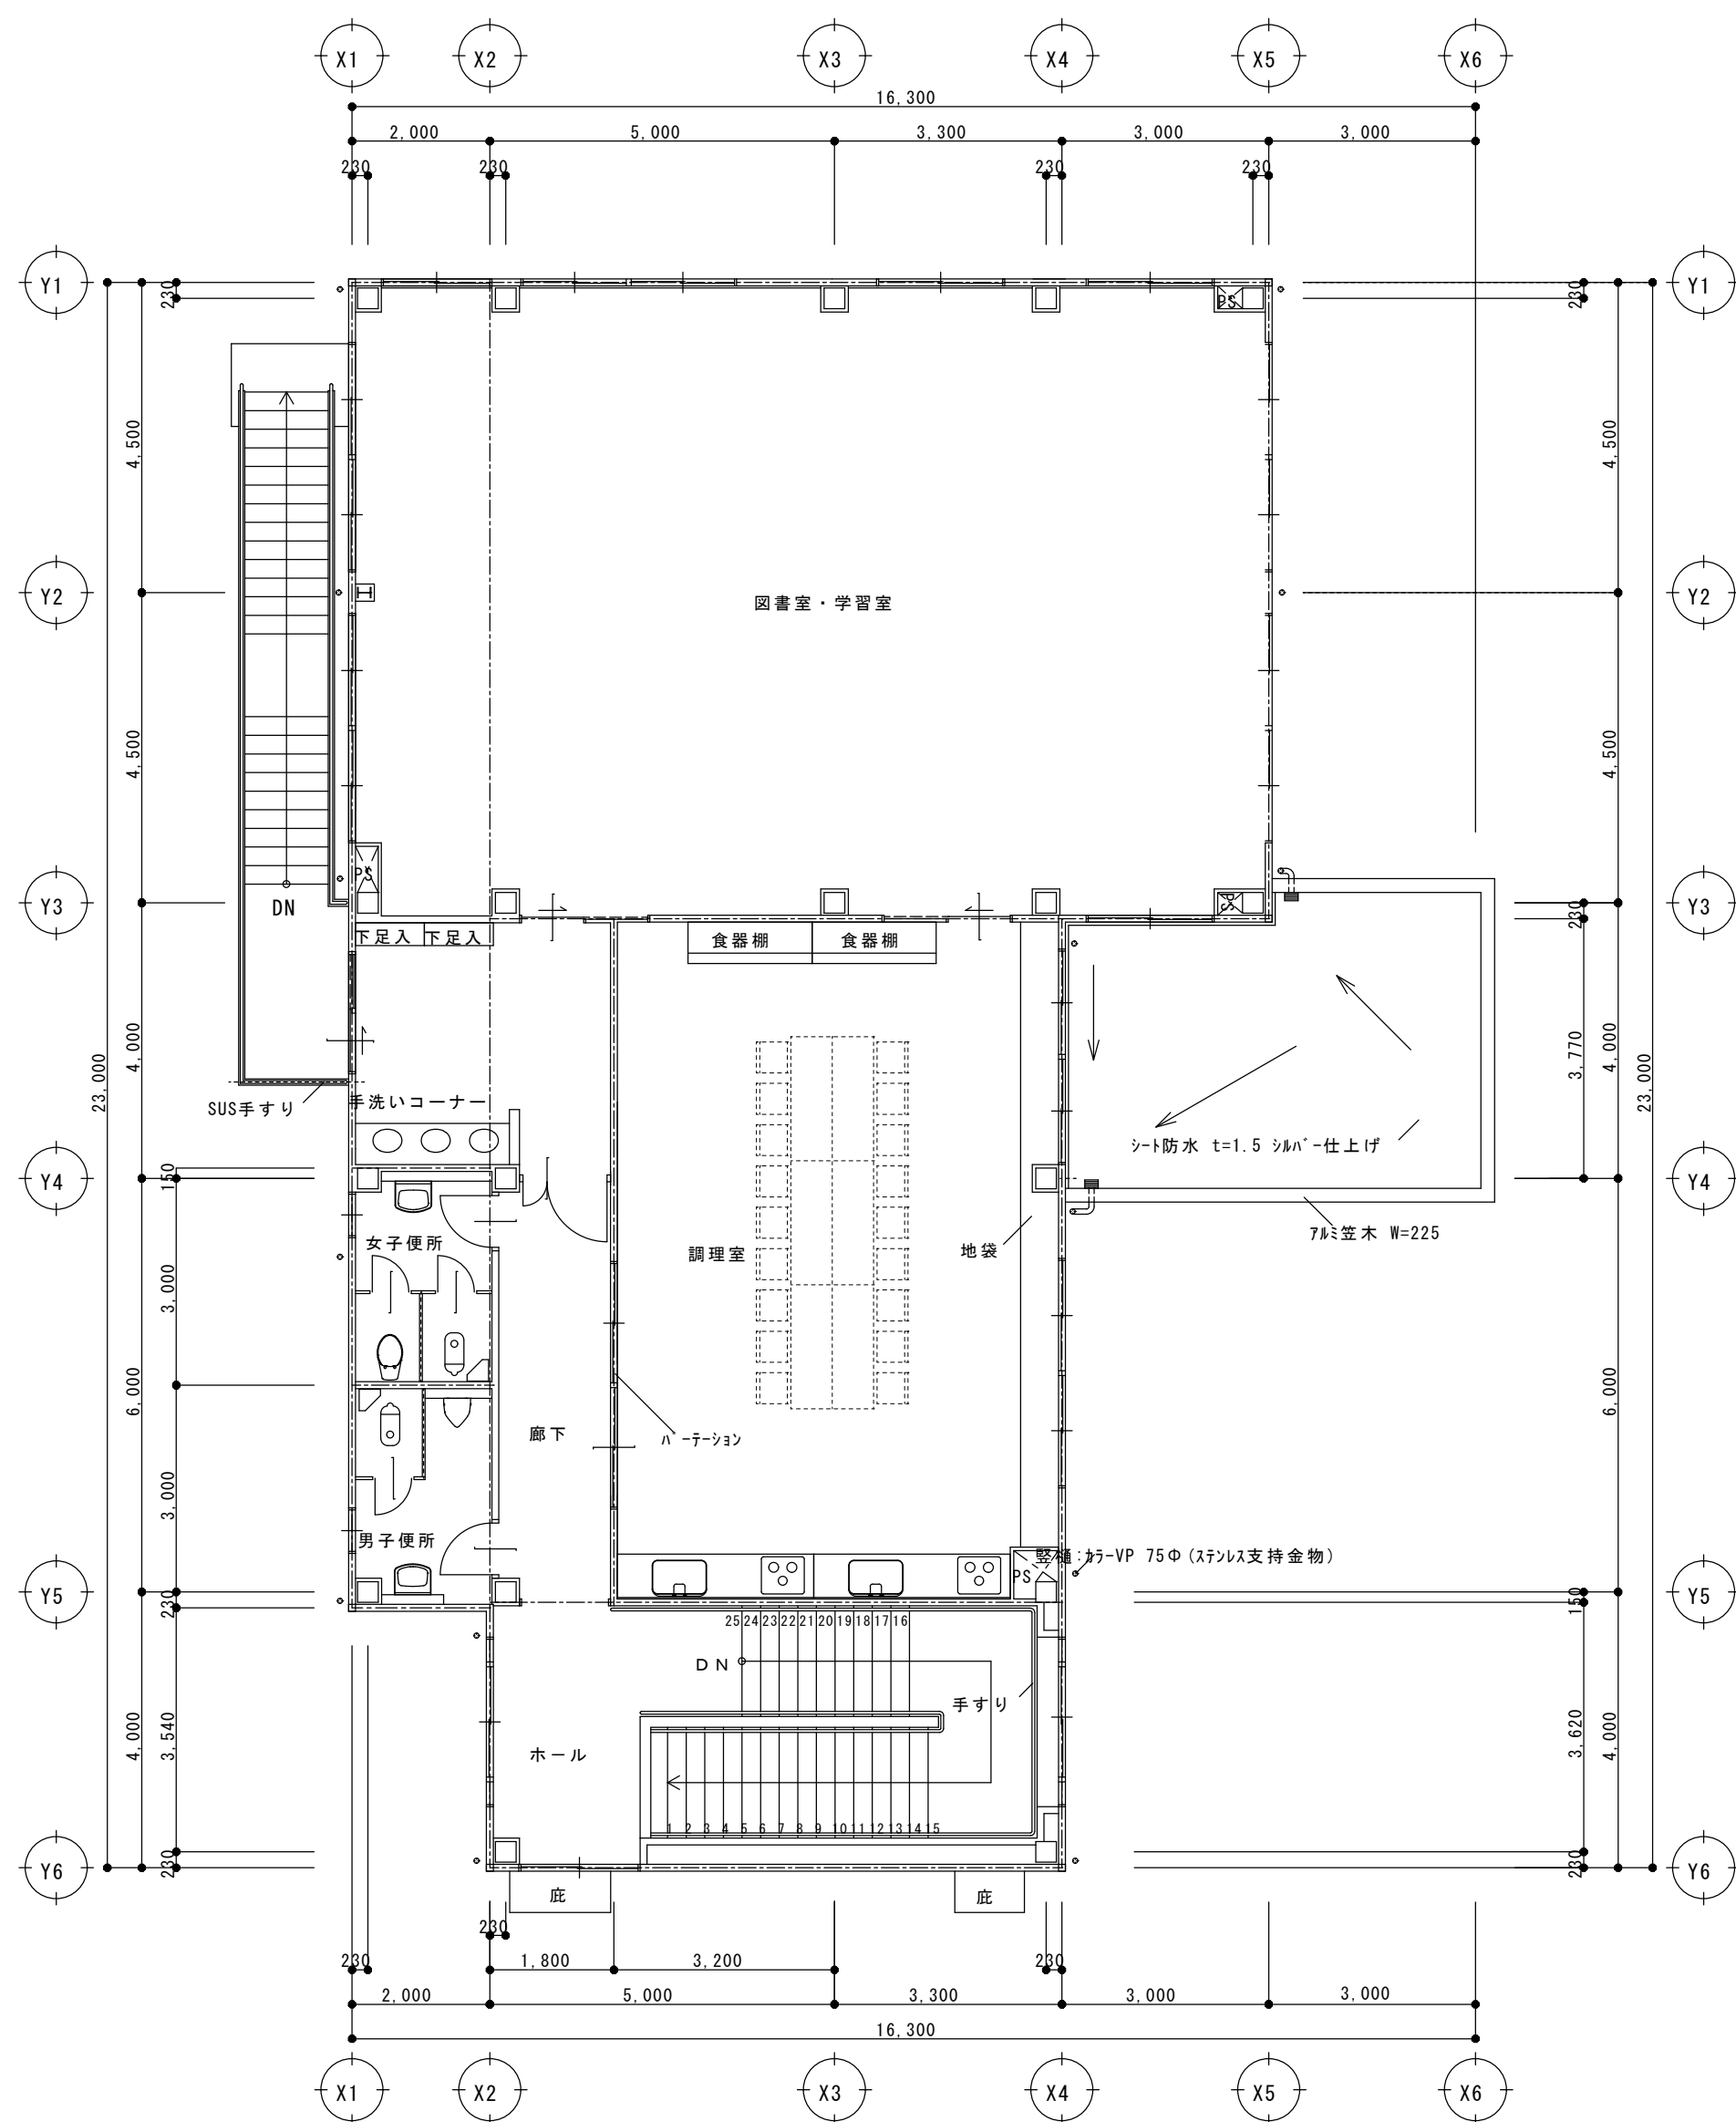 X1 X2 X3 X4 X5 X6
16,300
2,000 5,000 3,300 3,000 3,000
230 230 230 230
Y1 230 PS 230 Y1
4,500 4,500
Y2 図書室・学習室 Y2
4,500 4,500
PS
Y3 DN PS 230 Y3
下足入 下足入 食器棚 食器棚
23,000 4,000 3,770 4,000 23,000
SUS手すり 手洗いコーナー
シート防水 t=1.5 シルバー仕上げ
Y4 150 Y4
女子便所 調理室 地袋 アルミ笠木 W=225
3,000
6,000 6,000
廊下 パーテーション
3,000
男子便所 竪樋:カラーVP 75Φ(ステンレス支持金物)
PS
Y5 230 150 Y5
25 24 23 22 21 20 19 18 17 16
DN
手すり
4,000 3,540 3,620 4,000
ホール
1 2 3 4 5 6 7 8 9 10 11 12 13 14 15
Y6 230 230 Y6
庇 庇
230
230 1,800 3,200 230
2,000 5,000 3,300 3,000 3,000
16,300
X1 X2 X3 X4 X5 X6